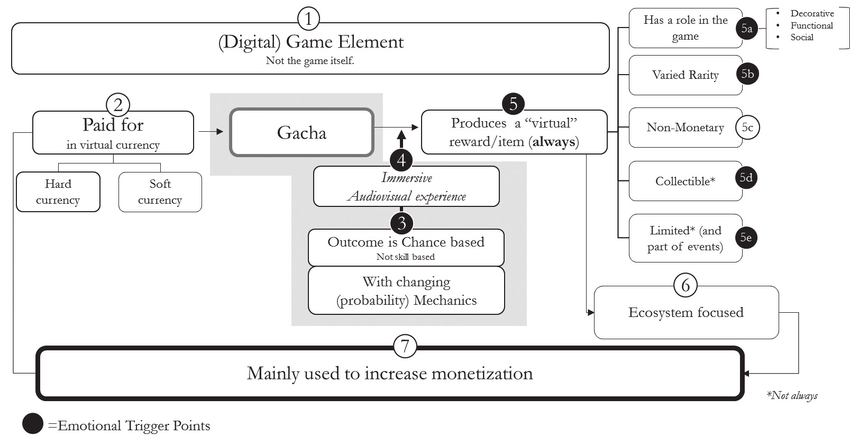 1
(Digital) Game Element
Not the game itself.
Has a role in the
game
5a
• Decorative
• Functional
• Social
Varied Rarity
5b
2
Paid for
in virtual currency
Hard
currency
Soft
currency
Gacha
5
Produces a “virtual”
reward/item (always)
Non-Monetary
5c
4
Immersive
Audiovisual experience
Collectible*
5d
3
Outcome is Chance based
Not skill based
With changing
(probability) Mechanics
Limited* (and
part of events)
5e
6
Ecosystem focused
7
Mainly used to increase monetization
*Not always
=Emotional Trigger Points